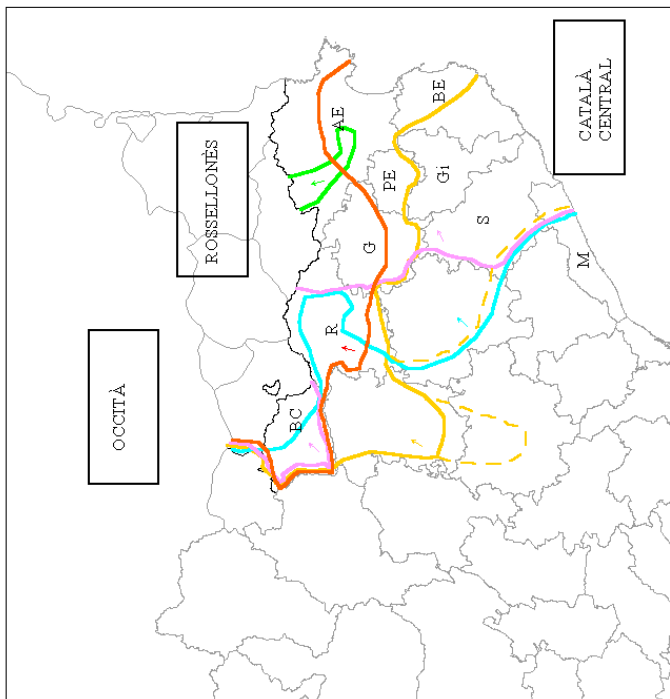 OCCITÀ
ROSSELLONÈS
CATALÀ
CENTRAL
BC
R
G
AE
PE
BE
Gi
S
M